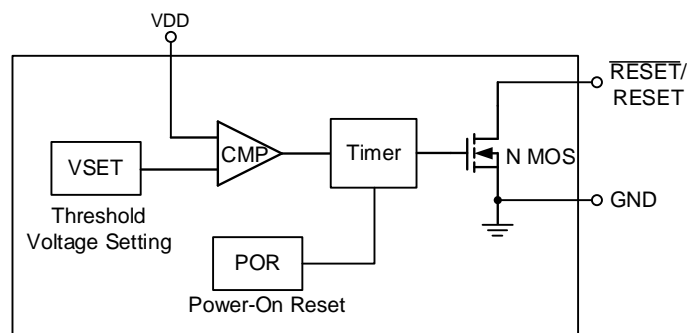 VDD
RESET/
RESET
CMP
Timer
N MOS
VSET
Threshold
Voltage Setting
GND
POR
Power-On Reset